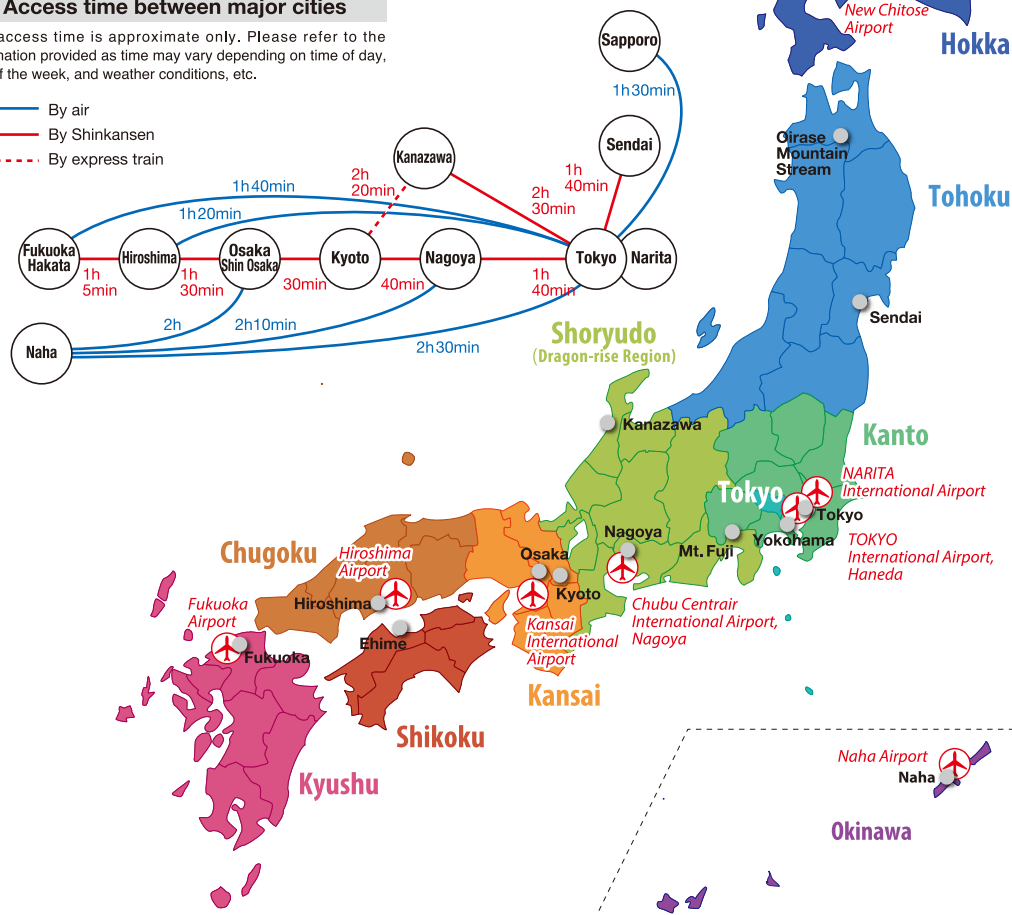 Access time between major cities
access time is approximate only. Please refer to the
mation provided as time may vary depending on time of day,
of the week, and weather conditions, etc.
By air
By Shinkansen
By express train
Sapporo
1h30min
Kanazawa
Sendai
2h
20min
2h
30min
1h
40min
1h40min
1h20min
Fukuoka
Hakata
Hiroshima
Osaka
Shin Osaka
Kyoto
Nagoya
Tokyo
Narita
1h
5min
1h
30min
30min
40min
1h
40min
2h
2h10min
2h30min
Naha
New Chitose
Airport
Hokka
Oirase
Mountain
Stream
Tohoku
Sendai
Shoryudo
(Dragon-rise Region)
Kanazawa
Kanto
NARITA
International Airport
Tokyo
Tokyo
Yokohama
TOKYO
International Airport,
Haneda
Mt. Fuji
Nagoya
Chubu Centrair
International Airport,
Nagoya
Osaka
Kyoto
Kansai
International
Airport
Kansai
Chugoku
Hiroshima
Airport
Hiroshima
Ehime
Shikoku
Fukuoka
Airport
Fukuoka
Kyushu
Naha Airport
Naha
Okinawa